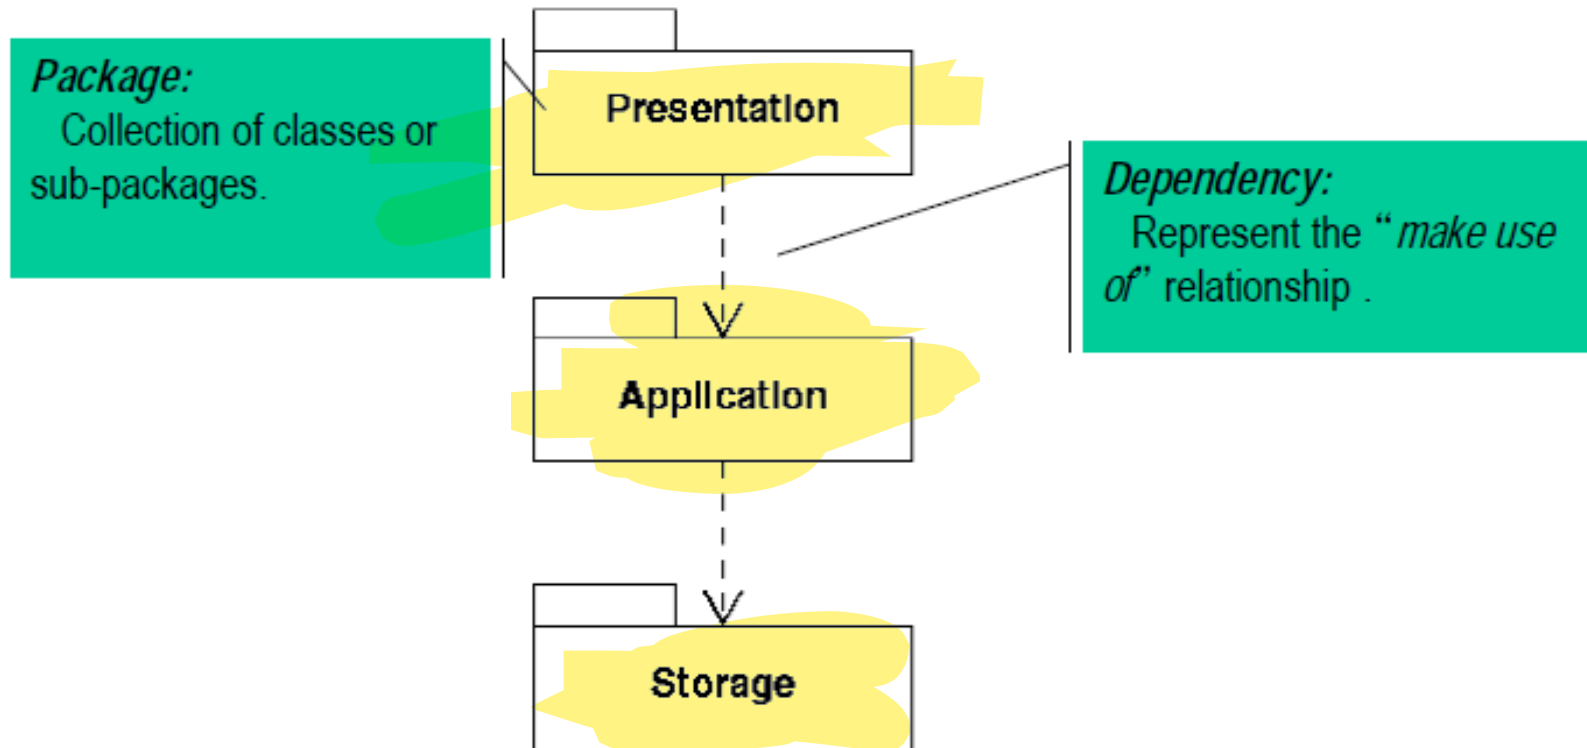 Package:
Collection of classes or
sub-packages.
Presentation
Dependency:
Represent the “ make use
of” relationship .
Application
Storage